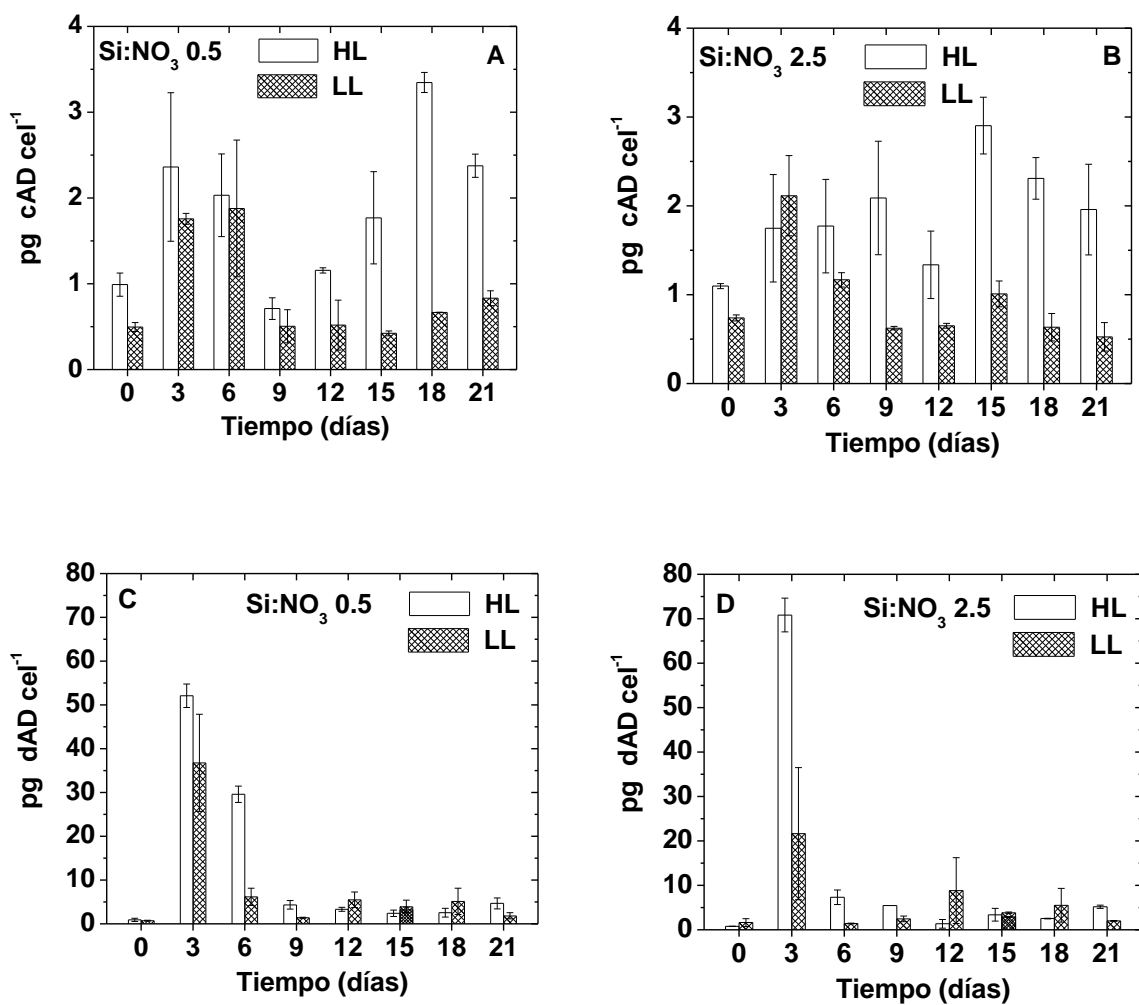 Si:NO3 0.5
HL
LL
A
pg cAD cel-1
4
3
2
1
0
0 3 6 9 12 15 18 21
Tiempo (días)
Si:NO3 2.5
HL
LL
B
pg cAD cel-1
4
3
2
1
0
0 3 6 9 12 15 18 21
Tiempo (días)
C
Si:NO3 0.5
HL
LL
pg dAD cel-1
80
70
60
50
40
30
20
10
0
0 3 6 9 12 15 18 21
Tiempo (días)
D
Si:NO3 2.5
HL
LL
pg dAD cel-1
80
70
60
50
40
30
20
10
0
0 3 6 9 12 15 18 21
Tiempo (días)